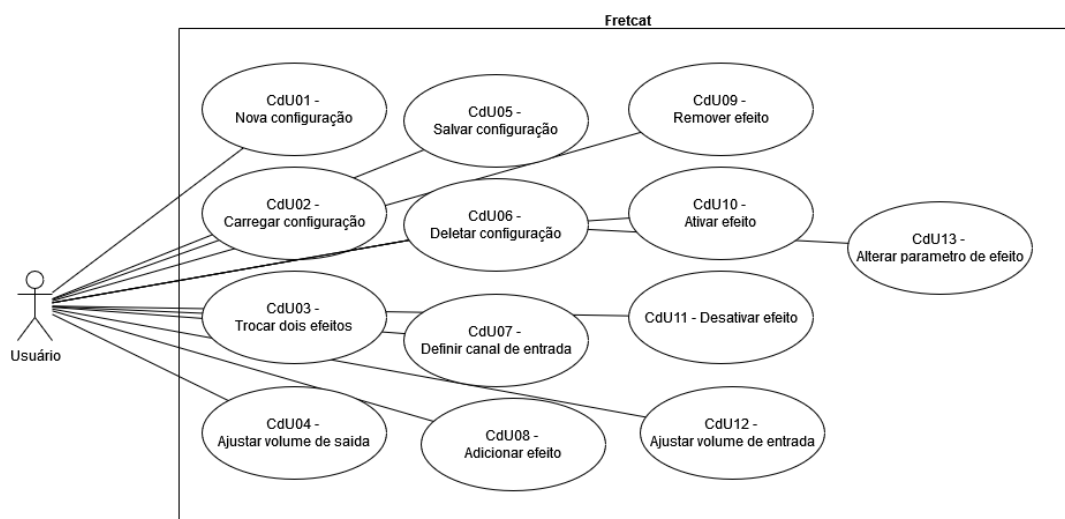 Fretcat
CdU01 -
Nova configuração
CdU05 -
Salvar configuração
CdU09 -
Remover efeito
CdU02 -
Carregar configuração
CdU06 -
Deletar configuração
CdU10 -
Ativar efeito
CdU13 -
Alterar parametro de efeito
CdU03 -
Trocar dois efeitos
CdU07 -
Definir canal de entrada
CdU11 - Desativar efeito
Usuário
CdU04 -
Ajustar volume de saida
CdU08 -
Adicionar efeito
CdU12 -
Ajustar volume de entrada